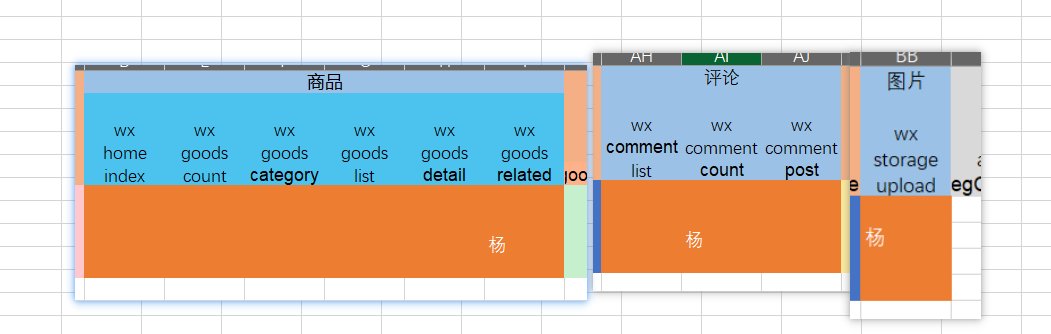 商品
wx home index
wx goods count
wx goods category
wx goods list
wx goods detail
wx goods related
杨
AH AI AJ
评论
wx comment list
wx comment count
wx comment post
杨
BB
图片
wx storage upload
杨